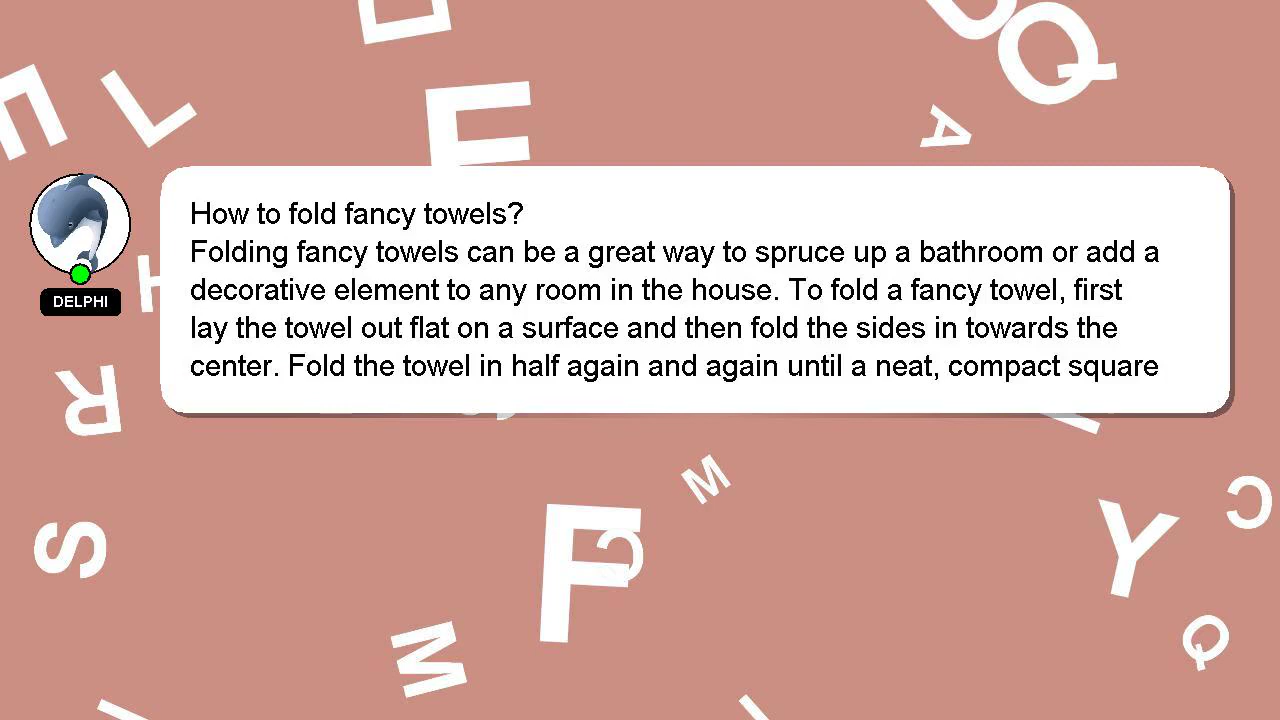 How to fold fancy towels?
Folding fancy towels can be a great way to spruce up a bathroom or add a
decorative element to any room in the house. To fold a fancy towel, first
lay the towel out flat on a surface and then fold the sides in towards the
center. Fold the towel in half again and again until a neat, compact square
DELPHI
L
Q
A
H
R
M
S
F
C
Y
C
M
Q